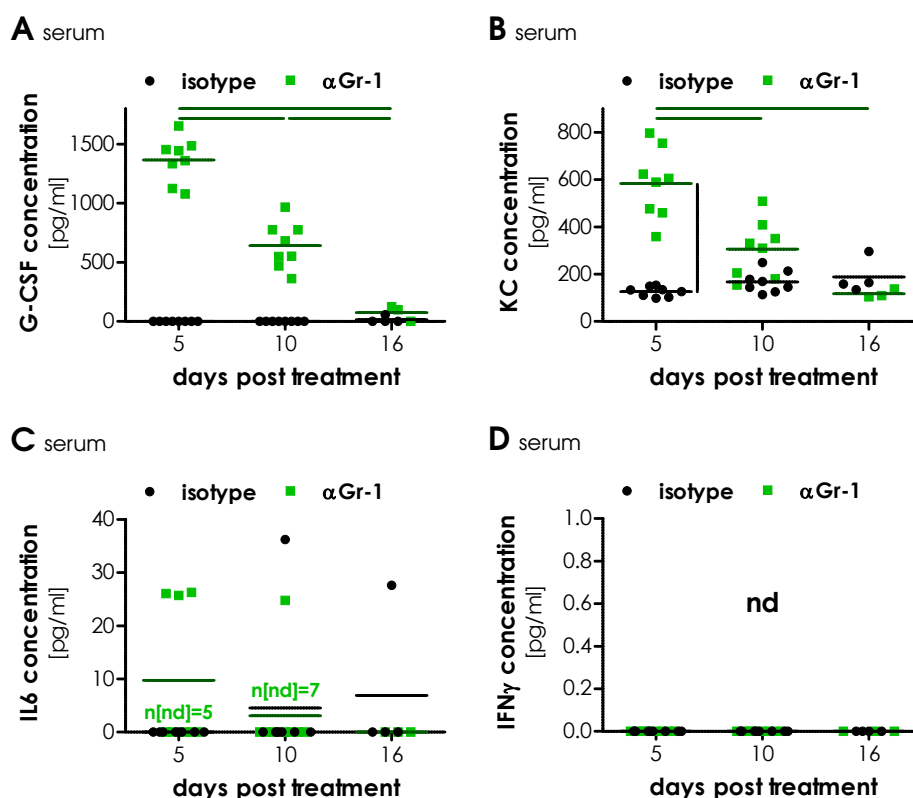 A serum
isotype αGr-1
G-CSF concentration
[pg/ml]
1500
1000
500
0
5 10 16
days post treatment
B serum
isotype αGr-1
KC concentration
[pg/ml]
800
600
400
200
0
5 10 16
days post treatment
C serum
isotype αGr-1
IL6 concentration
[pg/ml]
40
30
20
10
0
n[nd]=5
n[nd]=7
5 10 16
days post treatment
D serum
isotype αGr-1
IFNγ concentration
[pg/ml]
1.0
0.8
0.6
0.4
0.2
0.0
nd
5 10 16
days post treatment